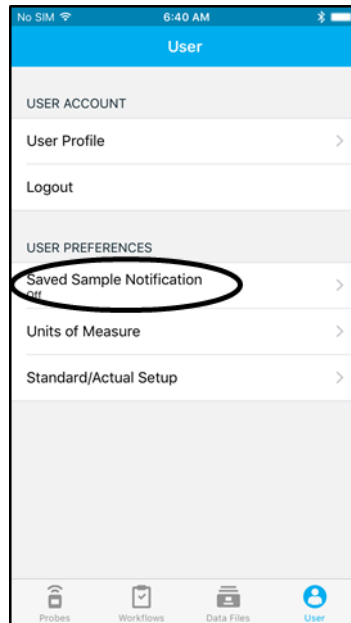 No SIM 6:40 AM
User
USER ACCOUNT
User Profile
Logout
USER PREFERENCES
Saved Sample Notification
Off
Units of Measure
Standard/Actual Setup
Probes Workflows Data Files User